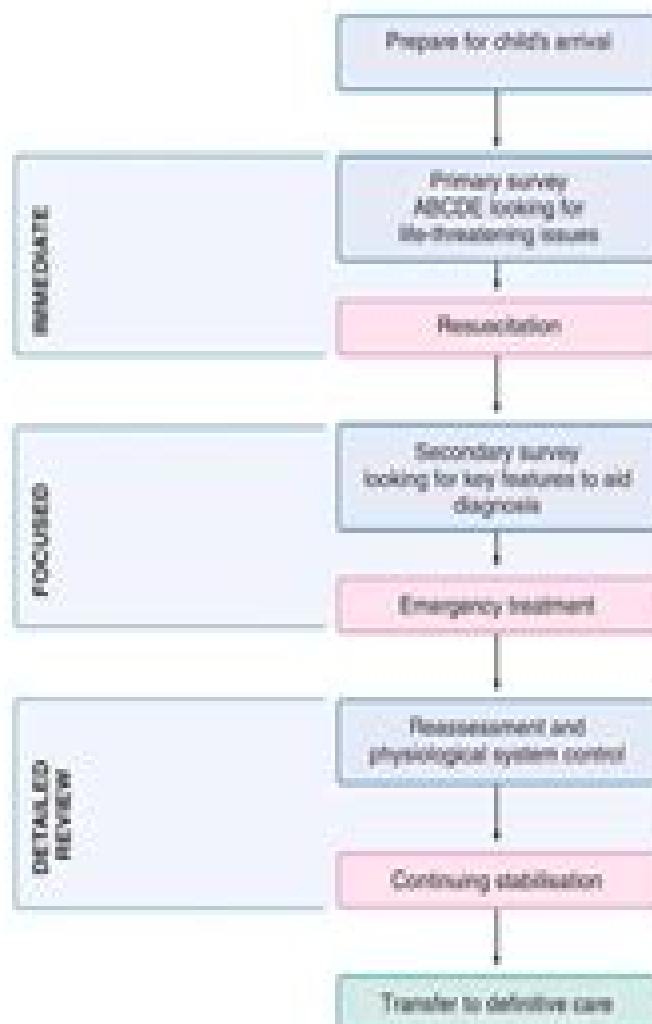 Prepare for child's arrival
IMMEDIATE
Primary survey
ABCDE looking for
life-threatening issues
Resuscitation
FOCUSED
Secondary survey
looking for key features to aid
diagnosis
Emergency treatment
DETAILED
REVIEW
Reassessment and
physiological system control
Continuing stabilisation
Transfer to definitive care